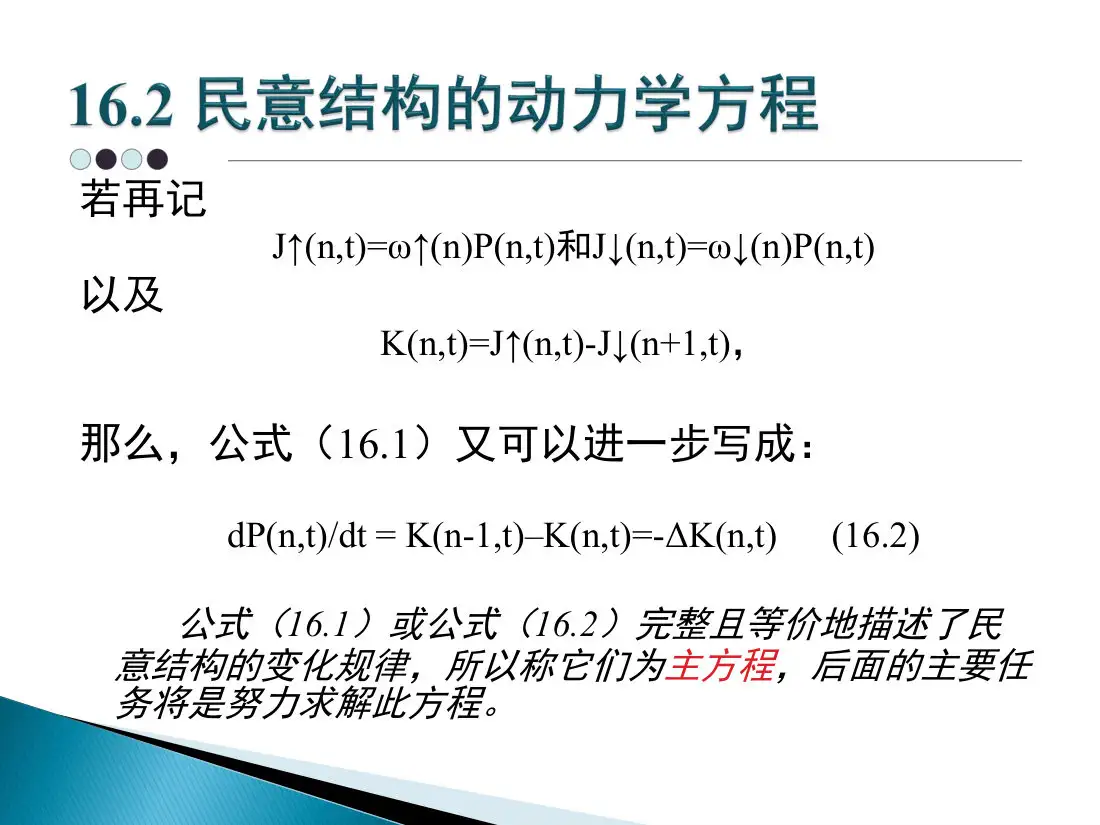 16.2 民意结构的动力学方程
若再记
J↑(n,t)=ω↑(n)P(n,t)和J↓(n,t)=ω↓(n)P(n,t)
以及
K(n,t)=J↑(n,t)-J↓(n+1,t)，
那么，公式（16.1）又可以进一步写成：
dP(n,t)/dt = K(n-1,t)–K(n,t)=-ΔK(n,t) (16.2)
公式（16.1）或公式（16.2）完整且等价地描述了民
意结构的变化规律，所以称它们为主方程，后面的主要任
务将是努力求解此方程。